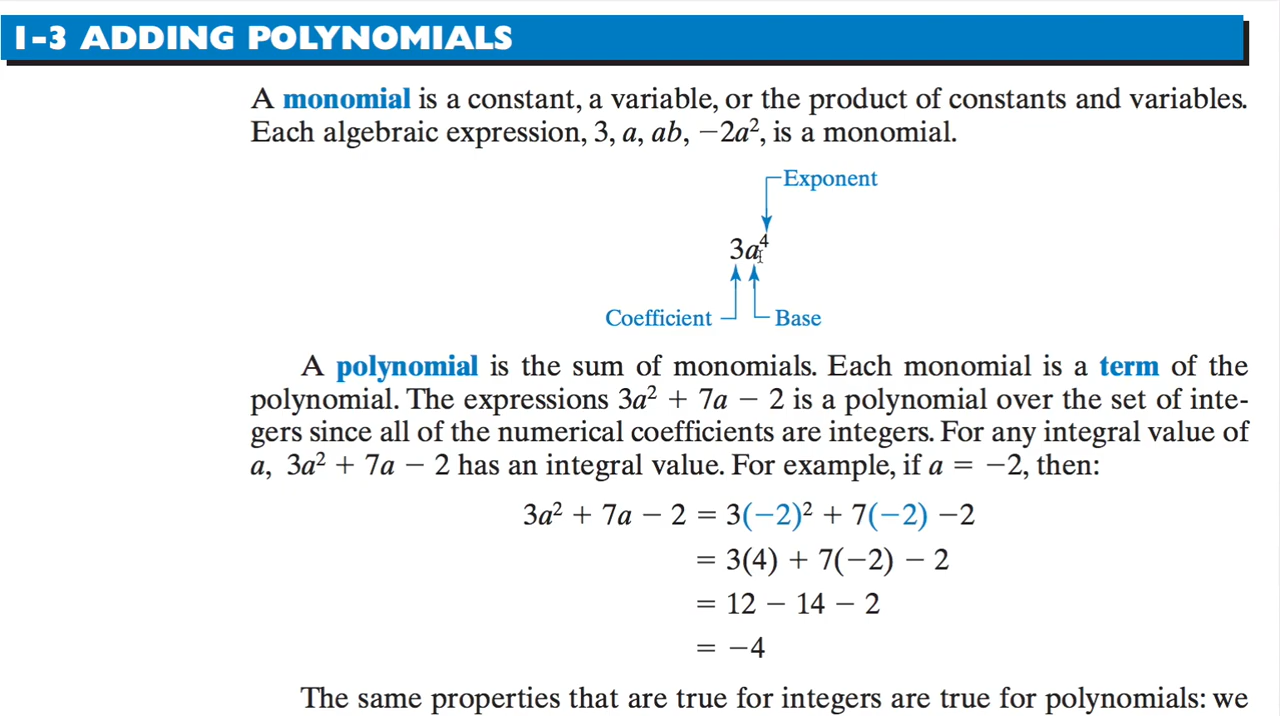 1-3 ADDING POLYNOMIALS
A monomial is a constant, a variable, or the product of constants and variables.
Each algebraic expression, 3, a, ab, −2a², is a monomial.
Exponent
3a⁴
Coefficient
Base
A polynomial is the sum of monomials. Each monomial is a term of the
polynomial. The expressions 3a² + 7a − 2 is a polynomial over the set of inte-
gers since all of the numerical coefficients are integers. For any integral value of
a, 3a² + 7a − 2 has an integral value. For example, if a = −2, then:
3a² + 7a − 2 = 3(−2)² + 7(−2) −2
= 3(4) + 7(−2) − 2
= 12 − 14 − 2
= −4
The same properties that are true for integers are true for polynomials: we